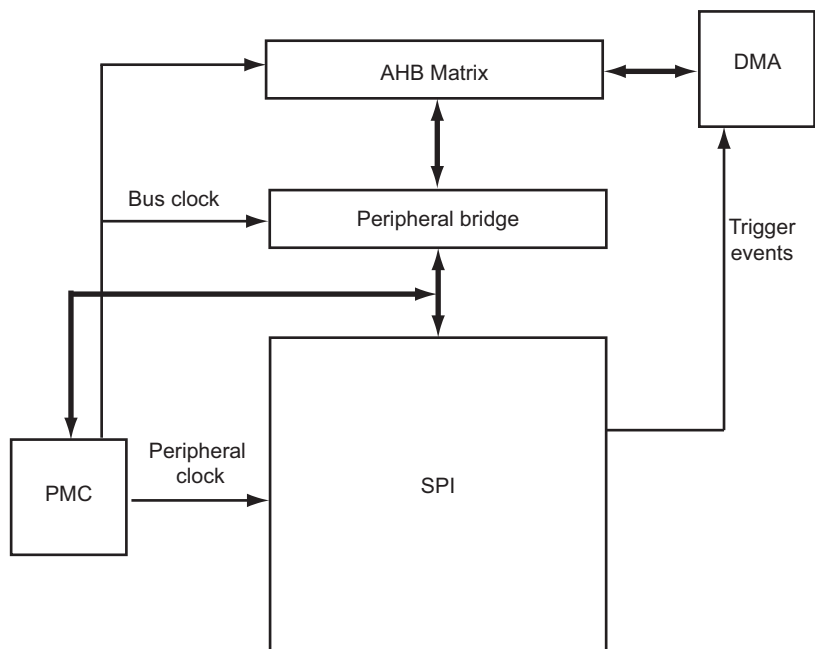 AHB Matrix
DMA
Bus clock
Peripheral bridge
Trigger
events
Peripheral
clock
PMC
SPI